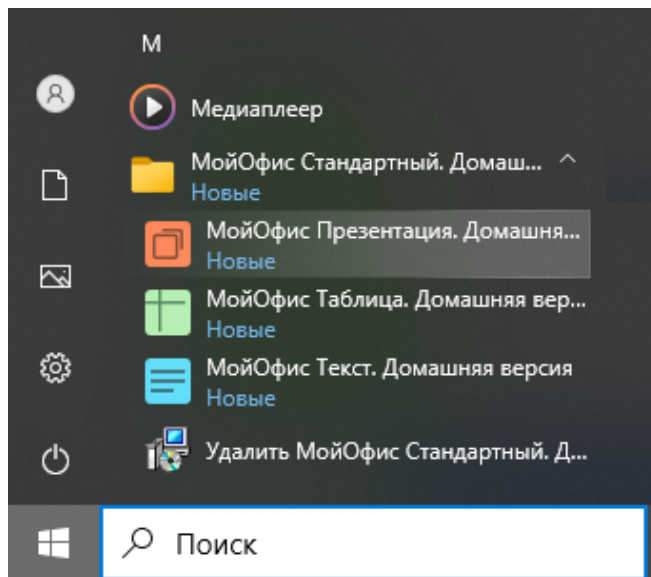 М
Медиаплеер
МойОфис Стандартный. Домаш...
Новые
МойОфис Презентация. Домашня...
Новые
МойОфис Таблица. Домашняя вер...
Новые
МойОфис Текст. Домашняя версия
Новые
Удалить МойОфис Стандартный. Д...
Поиск